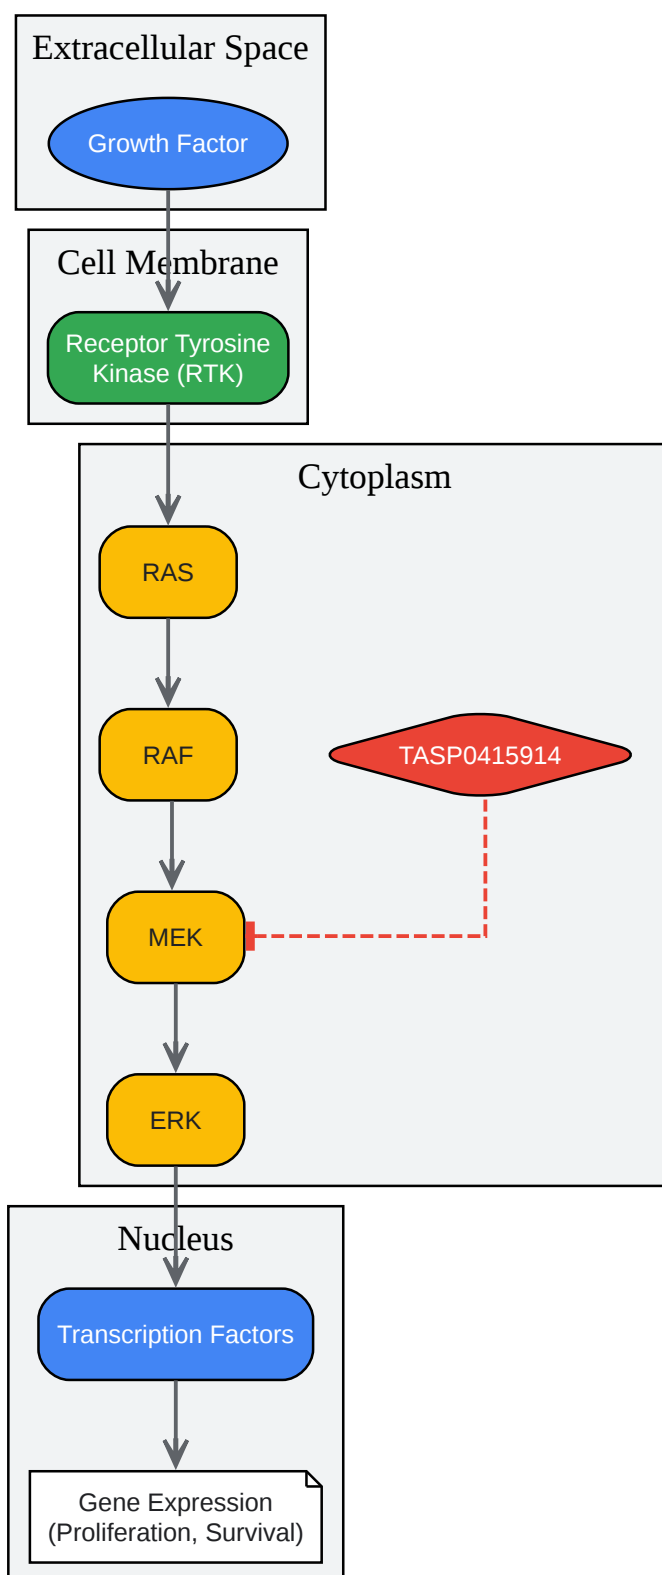 Extracellular Space
Growth Factor
Cell Membrane
Receptor Tyrosine
Kinase (RTK)
Cytoplasm
RAS
RAF
TASP0415914
MEK
ERK
Nucleus
Transcription Factors
Gene Expression
(Proliferation, Survival)